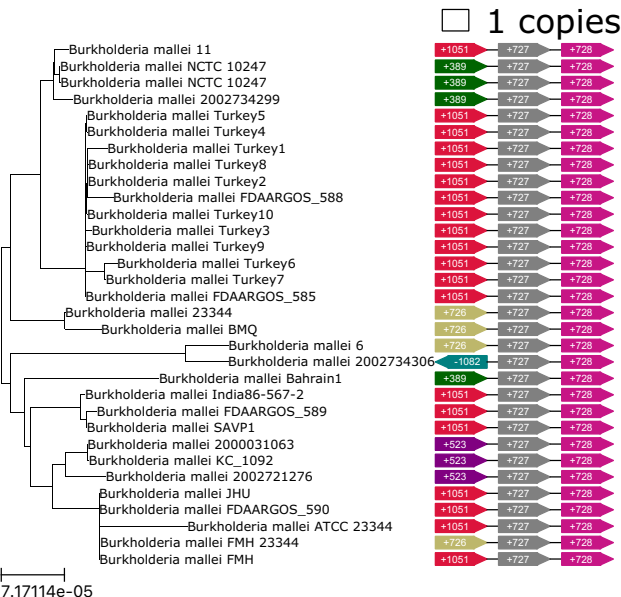 1 copies
Burkholderia mallei 11 +1051 +727 +728
Burkholderia mallei NCTC 10247 +389 +727 +728
Burkholderia mallei NCTC 10247 +389 +727 +728
Burkholderia mallei 2002734299 +389 +727 +728
Burkholderia mallei Turkey5 +1051 +727 +728
Burkholderia mallei Turkey4 +1051 +727 +728
Burkholderia mallei Turkey1 +1051 +727 +728
Burkholderia mallei Turkey8 +1051 +727 +728
Burkholderia mallei Turkey2 +1051 +727 +728
Burkholderia mallei FDAARGOS_588 +1051 +727 +728
Burkholderia mallei Turkey10 +1051 +727 +728
Burkholderia mallei Turkey3 +1051 +727 +728
Burkholderia mallei Turkey9 +1051 +727 +728
Burkholderia mallei Turkey6 +1051 +727 +728
Burkholderia mallei Turkey7 +1051 +727 +728
Burkholderia mallei FDAARGOS_585 +1051 +727 +728
Burkholderia mallei 23344 +726 +727 +728
Burkholderia mallei BMQ +726 +727 +728
Burkholderia mallei 6 +726 +727 +728
Burkholderia mallei 2002734306 -1082 +727 +728
Burkholderia mallei Bahrain1 +389 +727 +728
Burkholderia mallei India86-567-2 +1051 +727 +728
Burkholderia mallei FDAARGOS_589 +1051 +727 +728
Burkholderia mallei SAVP1 +1051 +727 +728
Burkholderia mallei 2000031063 +523 +727 +728
Burkholderia mallei KC_1092 +523 +727 +728
Burkholderia mallei 2002721276 +523 +727 +728
Burkholderia mallei JHU +1051 +727 +728
Burkholderia mallei FDAARGOS_590 +1051 +727 +728
Burkholderia mallei ATCC 23344 +1051 +727 +728
Burkholderia mallei FMH 23344 +726 +727 +728
Burkholderia mallei FMH +1051 +727 +728
7.17114e-05